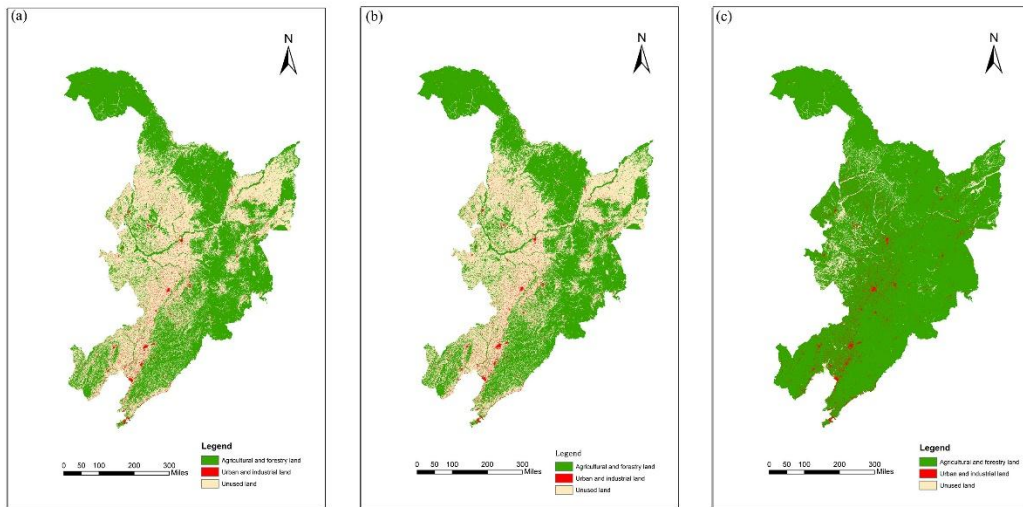 (a)
N
Legend
Agricultural and forestry land
Urban and industrial land
Unused land
0 50 100 200 300
Miles
(b)
N
Legend
Agricultural and forestry land
Urban and industrial land
Unused land
0 50 100 200 300
Miles
(c)
N
Legend
Agricultural and forestry land
Urban and industrial land
Unused land
0 50 100 200 300
Miles